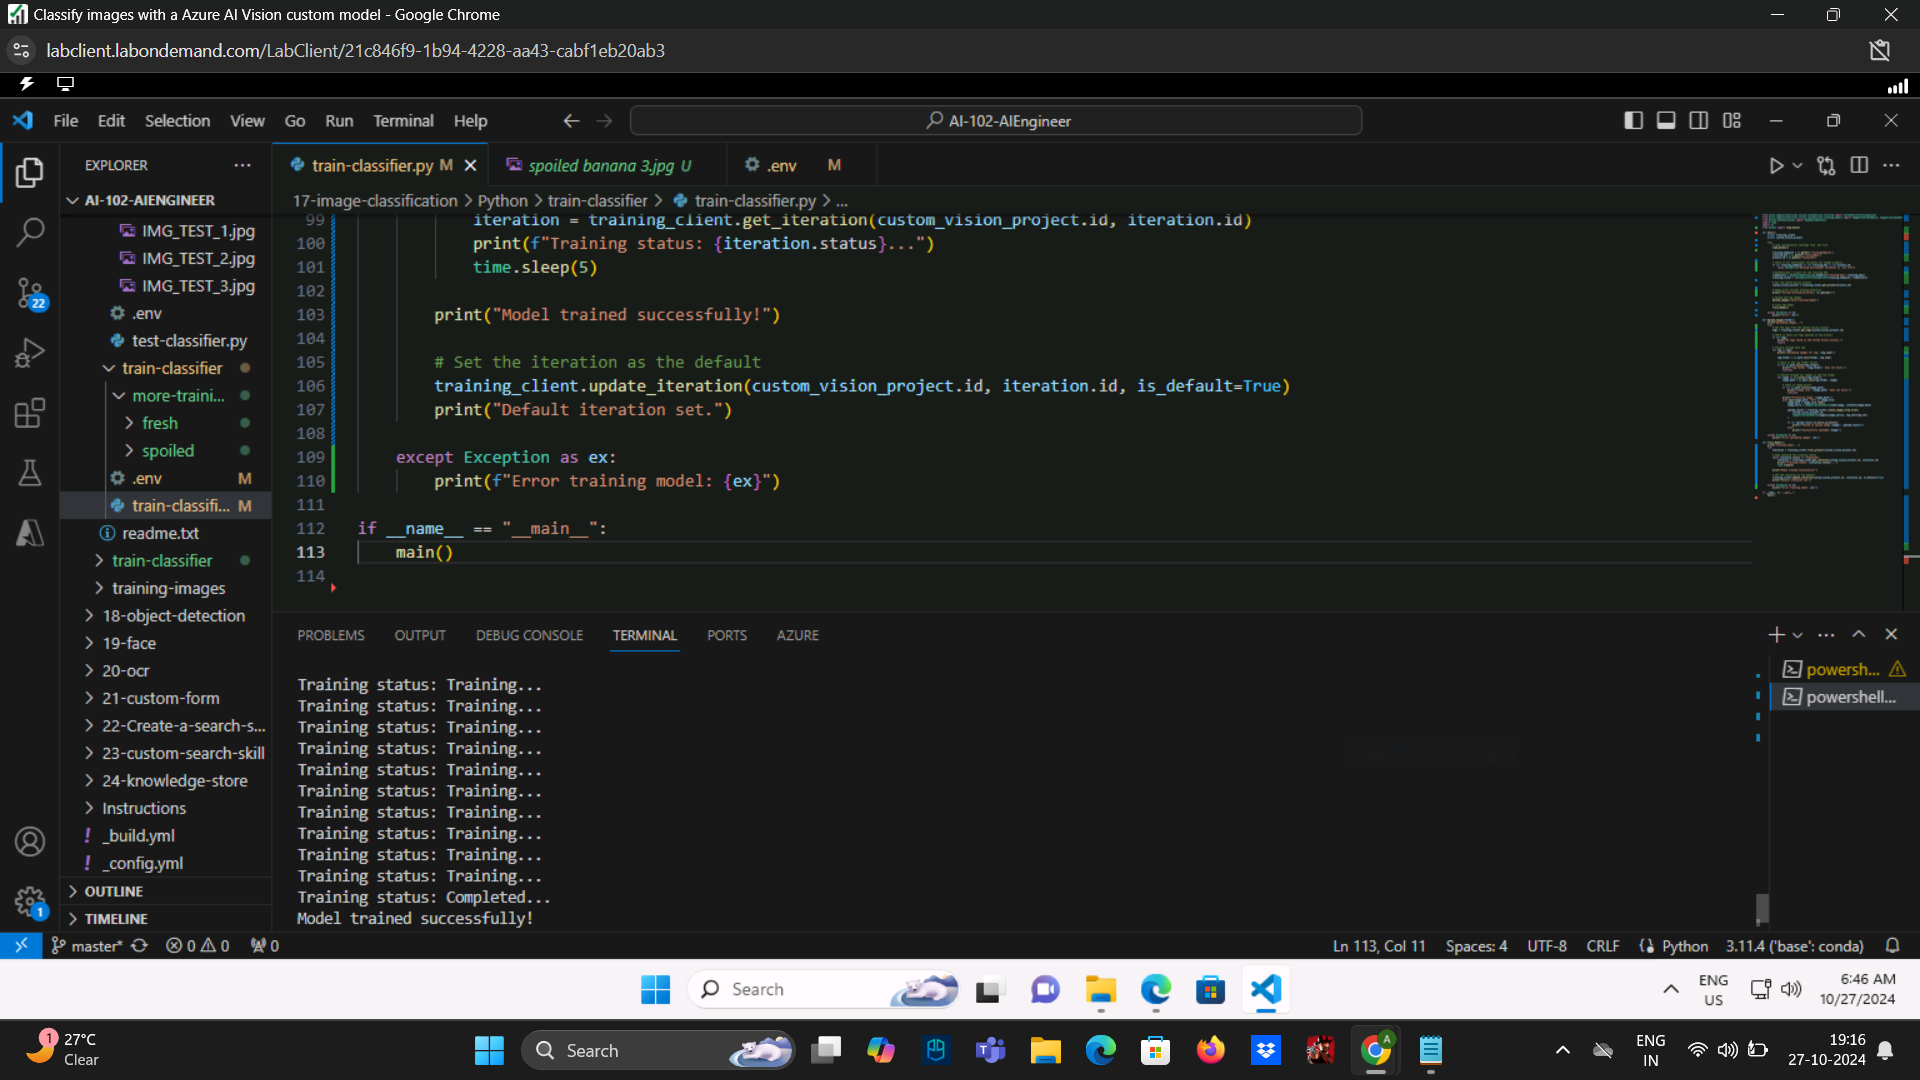 Classify images with a Azure AI Vision custom model - Google Chrome
labclient.labondemand.com/LabClient/21c846f9-1b94-4228-aa43-cabf1eb20ab3
File Edit Selection View Go Run Terminal Help
AI-102-AIEngineer
EXPLORER
train-classifier.py M
spoiled banana 3.jpg U
.env M
AI-102-AIENGINEER
17-image-classification > Python > train-classifier > train-classifier.py > ...
IMG_TEST_1.jpg
IMG_TEST_2.jpg
IMG_TEST_3.jpg
.env
test-classifier.py
train-classifier
more-traini...
fresh
spoiled
.env M
train-classifi... M
readme.txt
train-classifier
training-images
18-object-detection
19-face
20-ocr
21-custom-form
22-Create-a-search-s...
23-custom-search-skill
24-knowledge-store
Instructions
_build.yml
_config.yml
OUTLINE
TIMELINE
22
1
99 iteration = training_client.get_iteration(custom_vision_project.id, iteration.id)
100 print(f"Training status: {iteration.status}...")
101 time.sleep(5)
102
103 print("Model trained successfully!")
104
105 # Set the iteration as the default
106 training_client.update_iteration(custom_vision_project.id, iteration.id, is_default=True)
107 print("Default iteration set.")
108
109 except Exception as ex:
110 print(f"Error training model: {ex}")
111
112 if __name__ == "__main__":
113 main()
114
PROBLEMS OUTPUT DEBUG CONSOLE TERMINAL PORTS AZURE
powersh...
powershell...
Training status: Training...
Training status: Training...
Training status: Training...
Training status: Training...
Training status: Training...
Training status: Training...
Training status: Training...
Training status: Training...
Training status: Training...
Training status: Training...
Training status: Completed...
Model trained successfully!
master* 0 0 0
Ln 113, Col 11 Spaces: 4 UTF-8 CRLF Python 3.11.4 ('base': conda)
Search
ENG
US
6:46 AM
10/27/2024
1
27°C
Clear
Search
A
ENG
IN
19:16
27-10-2024